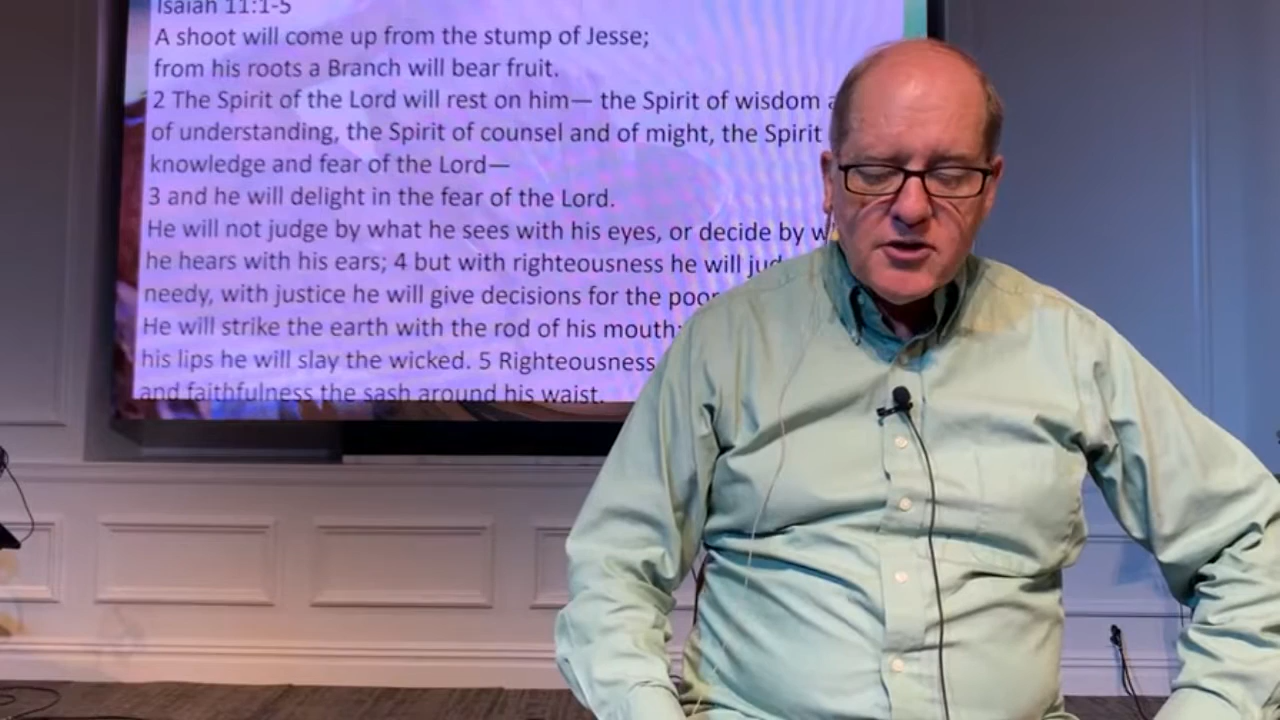 Isaiah 11:1-5
A shoot will come up from the stump of Jesse;
from his roots a Branch will bear fruit.
2 The Spirit of the Lord will rest on him— the Spirit of wisdom
of understanding, the Spirit of counsel and of might, the Spirit
knowledge and fear of the Lord—
3 and he will delight in the fear of the Lord.
He will not judge by what he sees with his eyes, or decide by
he hears with his ears; 4 but with righteousness he will
needy, with justice he will give decisions for the poor
He will strike the earth with the rod of his mouth;
his lips he will slay the wicked. 5 Righteousness
and faithfulness the sash around his waist.